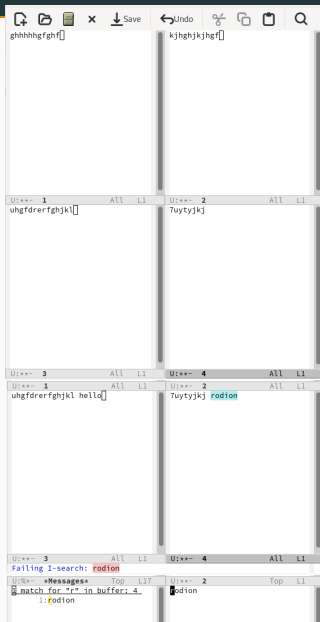 Save Undo
ghhhhhgfghf kjhghjkjhgf
U:**- 1 All L1 U:**- 2 All L1
uhgfdrerfghjkl 7uytyjkj
U:**- 3 All L1 U:**- 4 All L1
U:**- 1 All L1 U:**- 2 All L1
uhgfdrerfghjkl hello 7uytyjkj rodion
U:**- 3 All L1 U:**- 4 All L1
Failing I-search: rodion
U:%*- *Messages* Top L17 U:**- 2 Top L1
match for "r" in buffer: 4 rodion
1:rodion